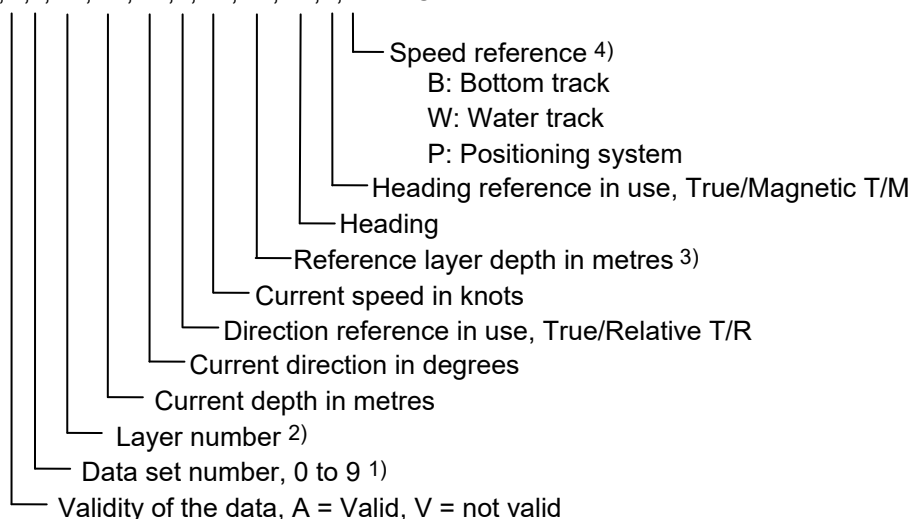 Speed reference 4)
B: Bottom track
W: Water track
P: Positioning system
Heading reference in use, True/Magnetic T/M
Heading
Reference layer depth in metres 3)
Current speed in knots
Direction reference in use, True/Relative T/R
Current direction in degrees
Current depth in metres
Layer number 2)
Data set number, 0 to 9 1)
Validity of the data, A = Valid, V = not valid